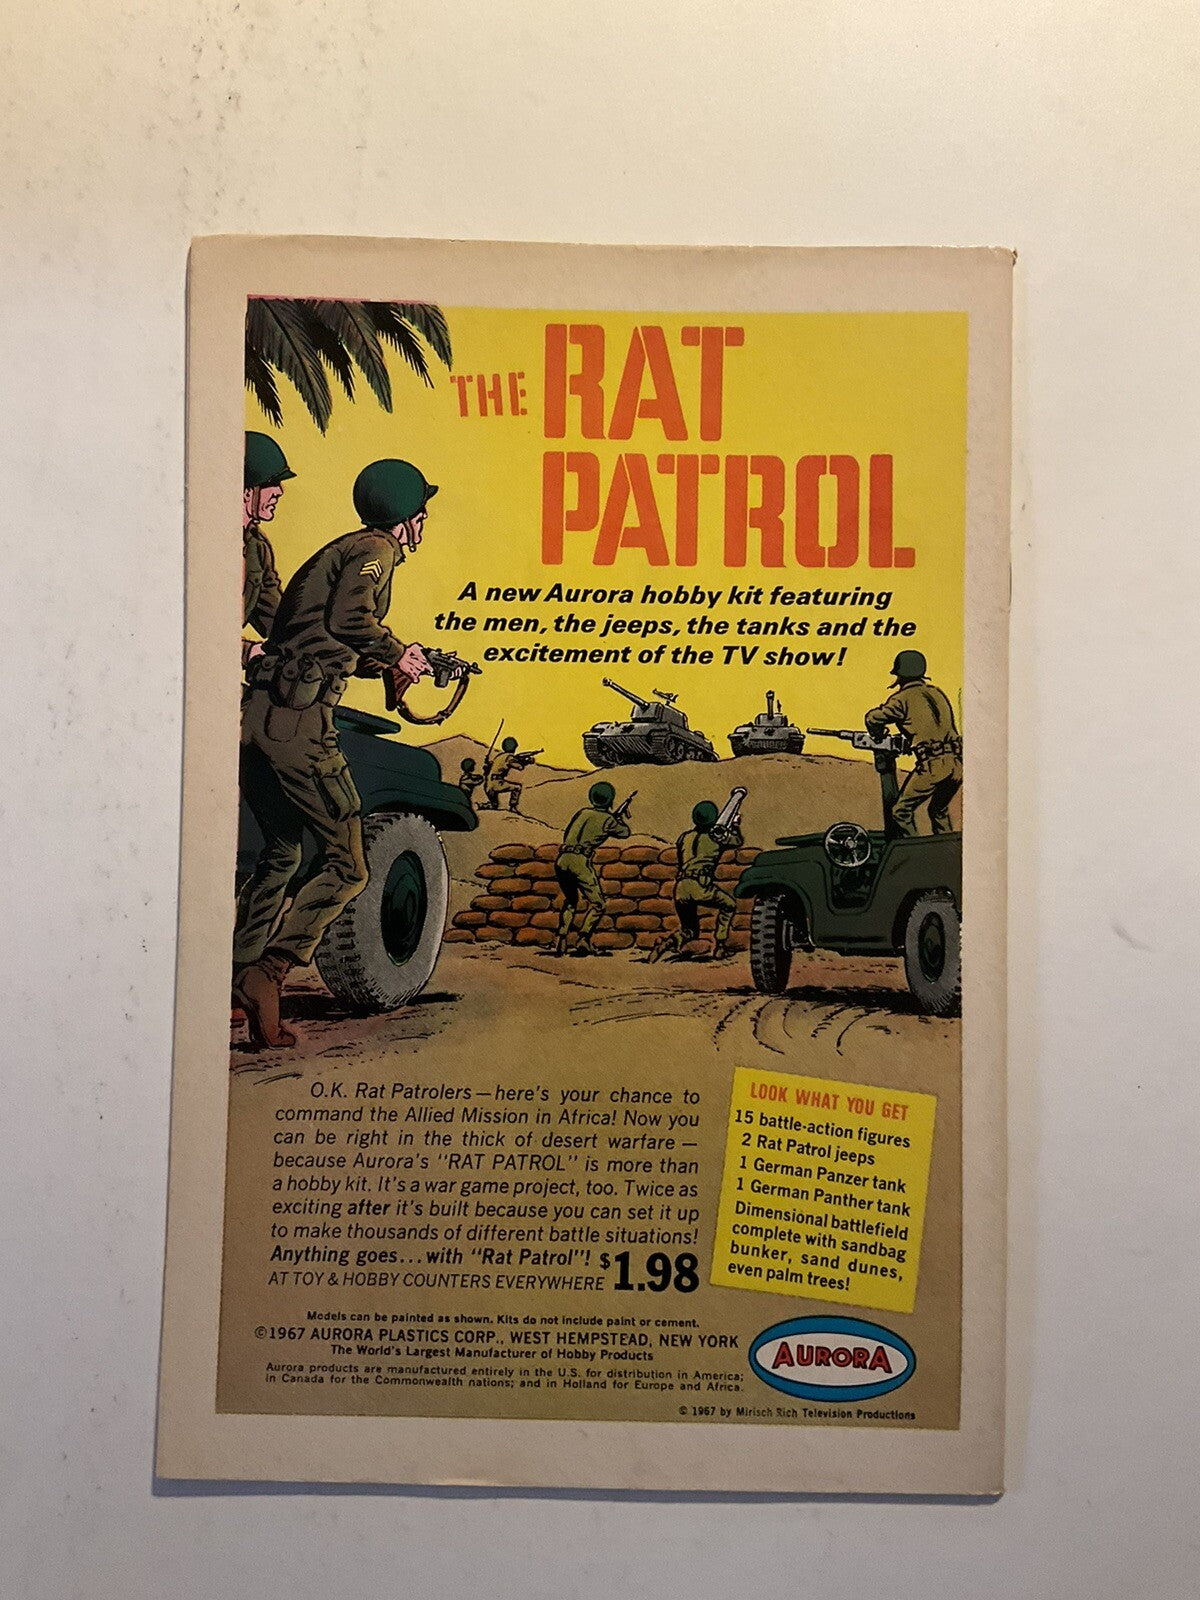 THE RAT
PATROL
A new Aurora hobby kit featuring
the men, the jeeps, the tanks and the
excitement of the TV show!
O.K. Rat Patrolers—here's your chance to
command the Allied Mission in Africa! Now you
can be right in the thick of desert warfare—
because Aurora's "RAT PATROL" is more than
a hobby kit. It's a war game project, too. Twice as
exciting after it's built because you can set it up
to make thousands of different battle situations!
Anything goes...with "Rat Patrol"! $1.98
AT TOY & HOBBY COUNTERS EVERYWHERE
LOOK WHAT YOU GET
15 battle-action figures
2 Rat Patrol jeeps
1 German Panzer tank
1 German Panther tank
Dimensional battlefield
complete with sandbag
bunker, sand dunes,
even palm trees!
Models can be painted as shown. Kits do not include paint or cement.
©1967 AURORA PLASTICS CORP., WEST HEMPSTEAD, NEW YORK
The World's Largest Manufacturer of Hobby Products
Aurora products are manufactured entirely in the U.S. for distribution in America;
in Canada for the Commonwealth nations; and in Holland for Europe and Africa.
AURORA
© 1967 by Mirisch Rich Television Productions